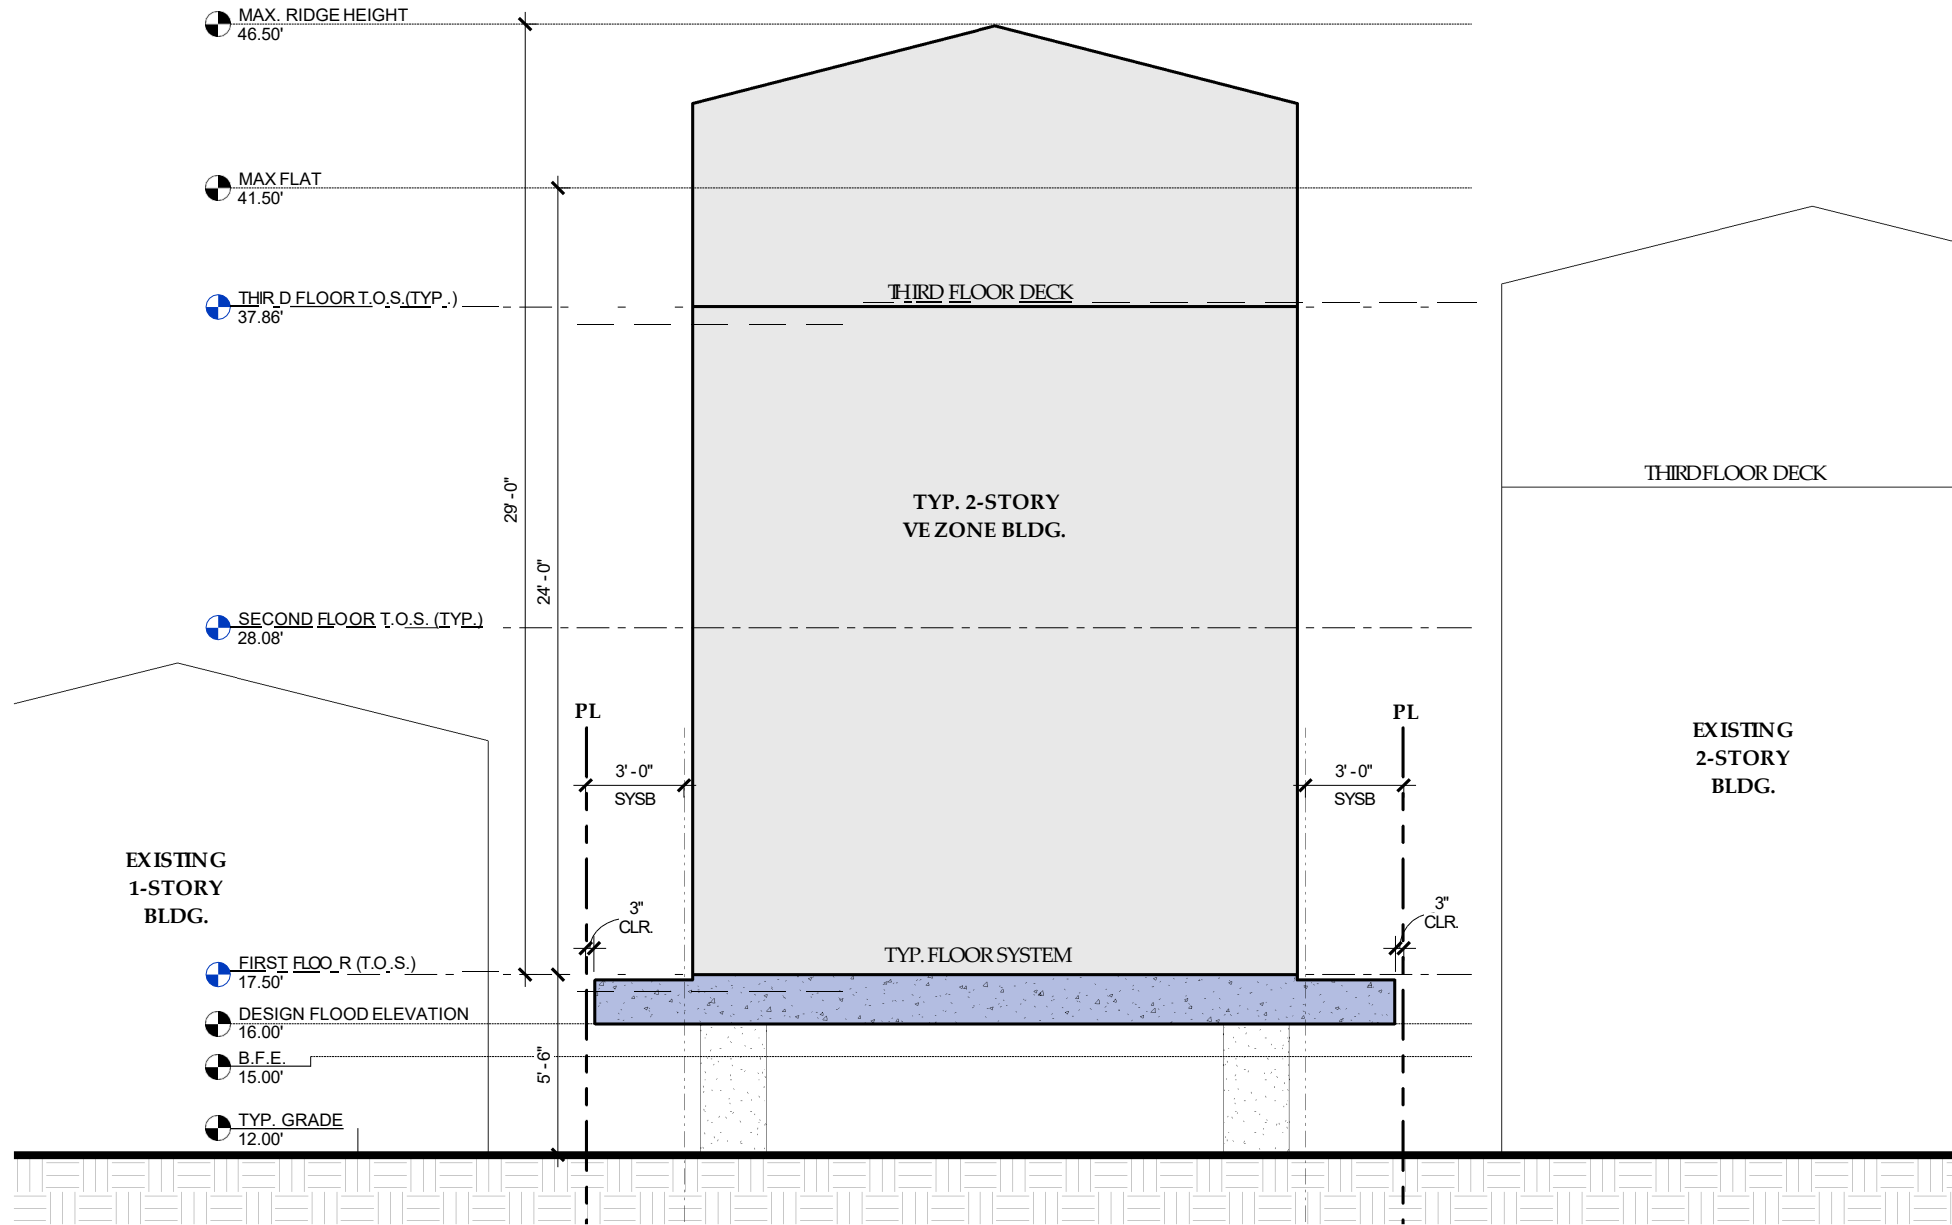 MAX. RIDGE HEIGHT
46.50'
MAX FLAT
41.50'
THIRD FLOOR T.O.S.(TYP.)
37.86'
THIRD FLOOR DECK
THIRD FLOOR DECK
29'-0"
TYP. 2-STORY
VE ZONE BLDG.
24'-0"
SECOND FLOOR T.O.S. (TYP.)
28.08'
PL
PL
EXISTING
2-STORY
BLDG.
3'-0"
SYSB
3'-0"
SYSB
EXISTING
1-STORY
BLDG.
3"
CLR.
3"
CLR.
TYP. FLOOR SYSTEM
FIRST FLOOR (T.O.S.)
17.50'
DESIGN FLOOD ELEVATION
16.00'
B.F.E.
15.00'
5'-6"
TYP. GRADE
12.00'